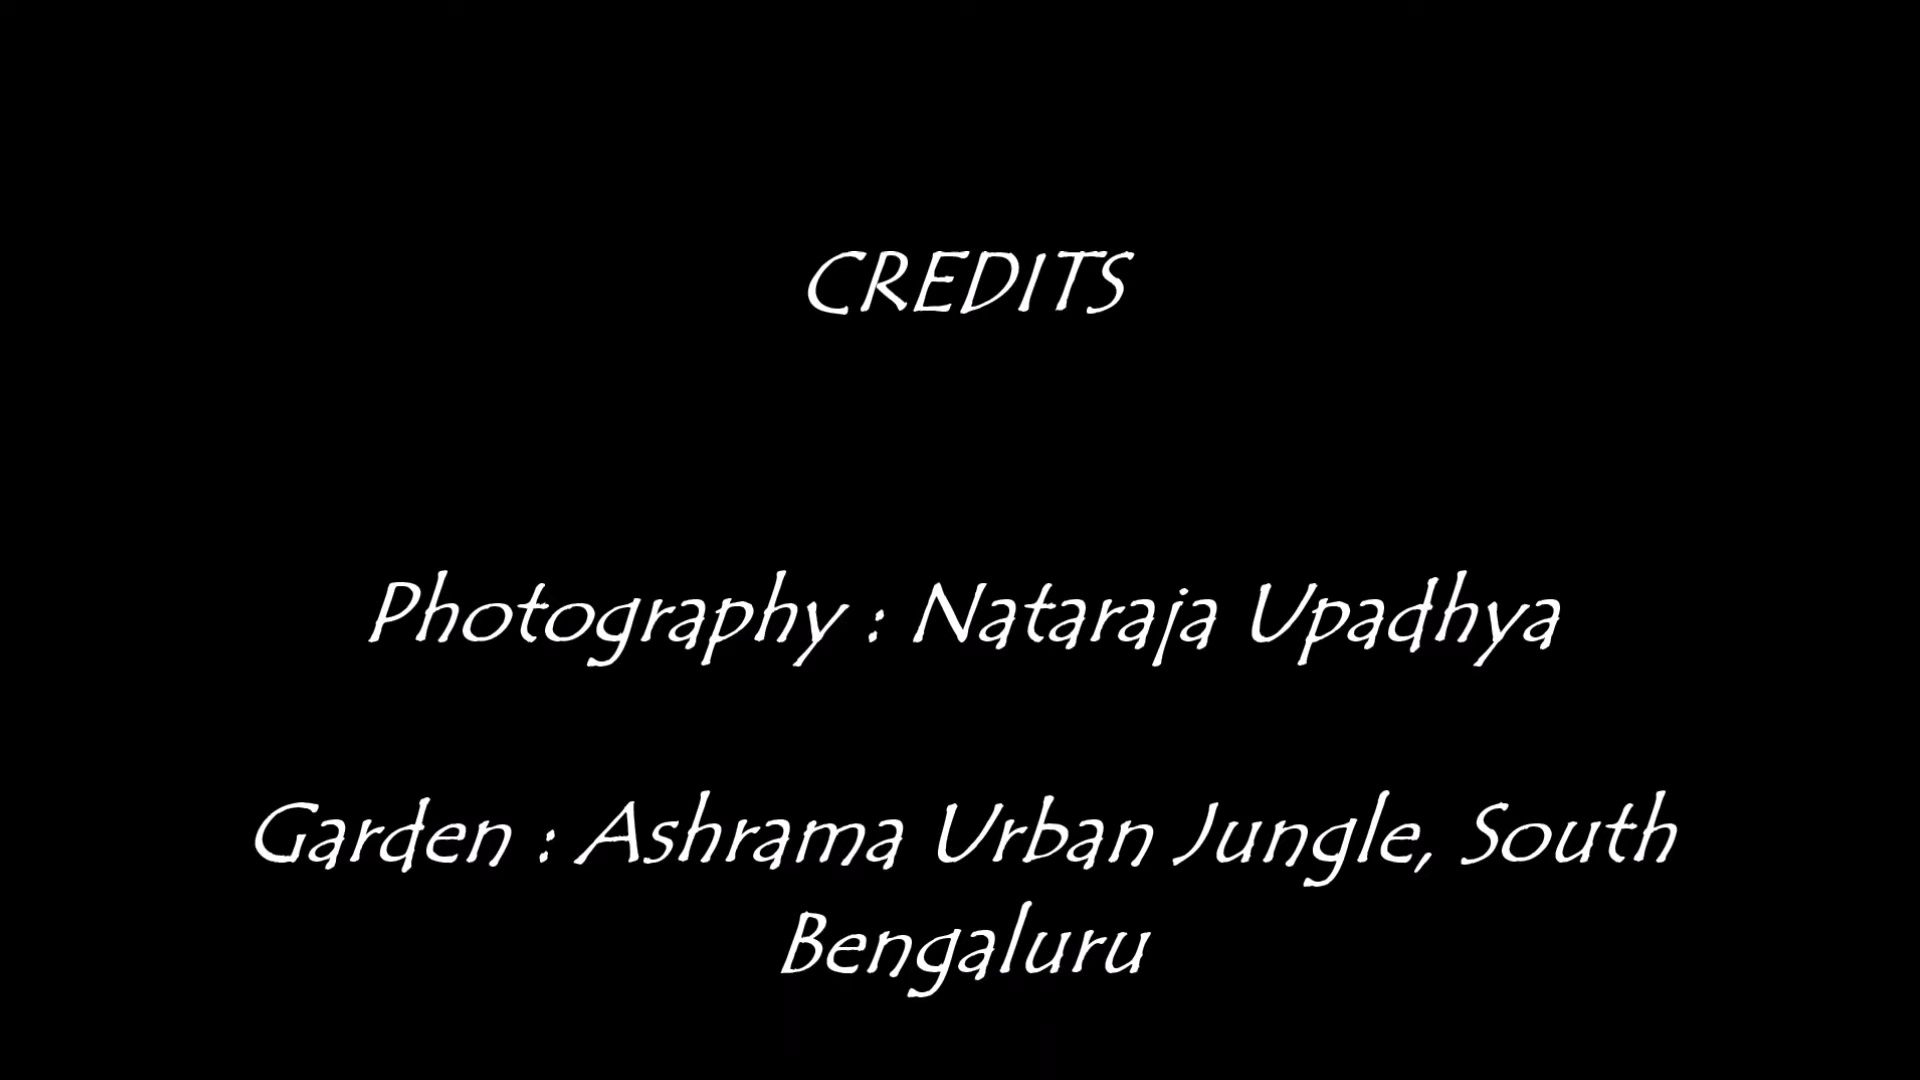 CREDITS
Photography : Nataraja Upadhya
Garden : Ashrama Urban Jungle, South
Bengaluru